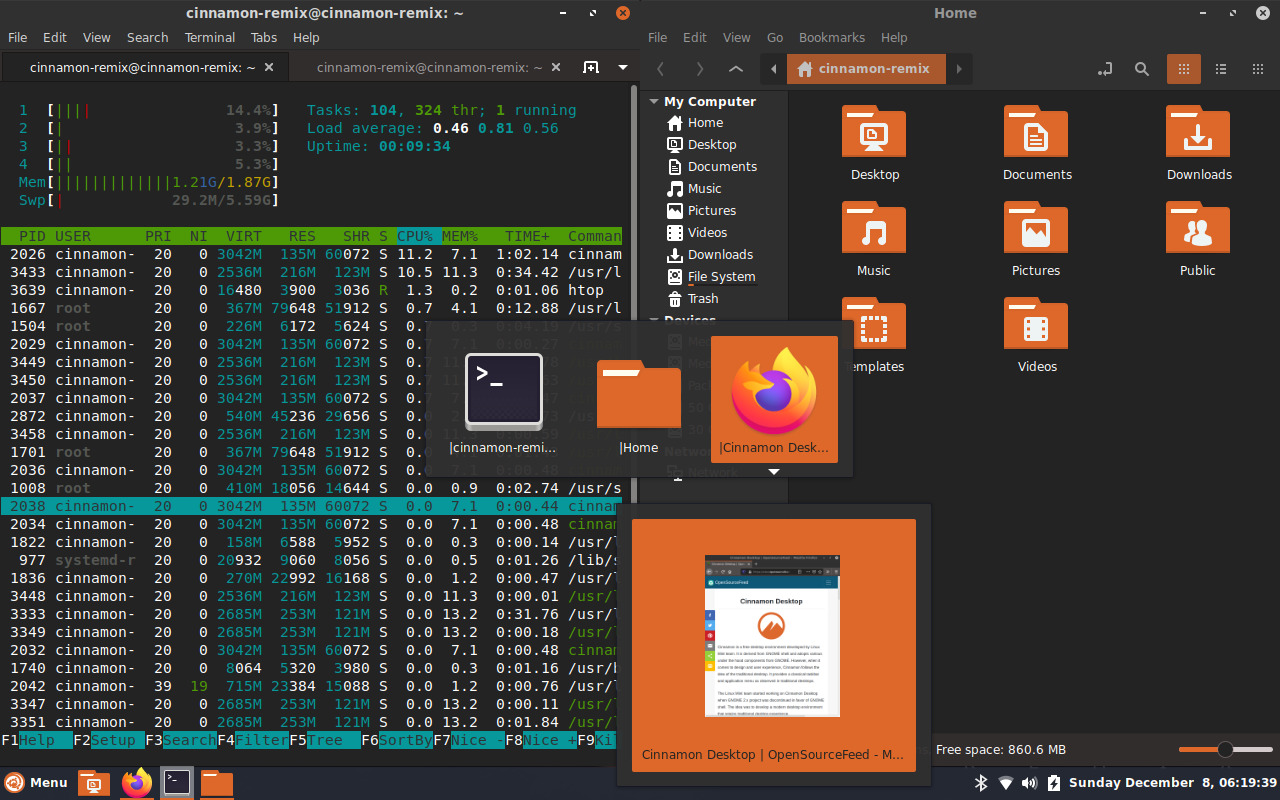 cinnamon-remix@cinnamon-remix: ~
File Edit View Search Terminal Tabs Help
cinnamon-remix@cinnamon-remix: ~ × cinnamon-remix@cinnamon-remix: ~ ×
1 [|||| 14.4%] Tasks: 104, 324 thr; 1 running
2 [| 3.9%] Load average: 0.46 0.81 0.56
3 [|| 3.3%] Uptime: 00:09:34
4 [|| 5.3%]
Mem[|||||||||||||1.21G/1.87G]
Swp[| 29.2M/5.59G]
PID USER PRI NI VIRT RES SHR S CPU% MEM% TIME+ Comman
2026 cinnamon- 20 0 3042M 135M 60072 S 11.2 7.1 1:02.14 cinnam
3433 cinnamon- 20 0 2536M 216M 123M S 10.5 11.3 0:34.42 /usr/l
3639 cinnamon- 20 0 16480 3900 3036 R 1.3 0.2 0:01.06 htop
1667 root 20 0 367M 79648 51912 S 0.7 4.1 0:12.88 /usr/l
1504 root 20 0 226M 6172 5624 S 0.7 0.3 0:04.19 /usr/s
2029 cinnamon- 20 0 3042M 135M 60072 S 0.7
3449 cinnamon- 20 0 2536M 216M 123M S 0.7
3450 cinnamon- 20 0 2536M 216M 123M S 0.7
2037 cinnamon- 20 0 3042M 135M 60072 S 0.7
2872 cinnamon- 20 0 540M 45236 29656 S 0.
3458 cinnamon- 20 0 2536M 216M 123M S 0.
1701 root 20 0 367M 79648 51912 S 0.
2036 cinnamon- 20 0 3042M 135M 60072 S 0.
1008 root 20 0 410M 18056 14644 S 0.0 0.9 0:02.74 /usr/s
2038 cinnamon- 20 0 3042M 135M 60072 S 0.0 7.1 0:00.44 cinnam
2034 cinnamon- 20 0 3042M 135M 60072 S 0.0 7.1 0:00.48 cinnam
1822 cinnamon- 20 0 158M 6588 5952 S 0.0 0.3 0:00.14 /usr/l
977 systemd-r 20 0 20932 9060 8056 S 0.0 0.5 0:01.26 /lib/s
1836 cinnamon- 20 0 270M 22992 16168 S 0.0 1.2 0:00.47 /usr/l
3448 cinnamon- 20 0 2536M 216M 123M S 0.0 11.3 0:00.01 /usr/l
3333 cinnamon- 20 0 2685M 253M 121M S 0.0 13.2 0:31.76 /usr/l
3349 cinnamon- 20 0 2685M 253M 121M S 0.0 13.2 0:00.18 /usr/l
2032 cinnamon- 20 0 3042M 135M 60072 S 0.0 7.1 0:00.48 cinnam
1740 cinnamon- 20 0 8064 5320 3980 S 0.0 0.3 0:01.16 /usr/b
2042 cinnamon- 39 19 715M 23384 15088 S 0.0 1.2 0:00.76 /usr/l
3347 cinnamon- 20 0 2685M 253M 121M S 0.0 13.2 0:00.11 /usr/l
3351 cinnamon- 20 0 2685M 253M 121M S 0.0 13.2 0:01.84 /usr/l
F1Help F2Setup F3SearchF4FilterF5Tree F6SortByF7Nice -F8Nice +F9Kil
Home
File Edit View Go Bookmarks Help
cinnamon-remix
My Computer
Home
Desktop
Documents
Music
Pictures
Videos
Downloads
File System
Trash
Devices
Network
Network
Desktop Documents Downloads
Music Pictures Public
Templates Videos
Free space: 860.6 MB
>_
|cinnamon-remi... |Home |Cinnamon Desk...
OpenSourceFeed
Cinnamon Desktop
Cinnamon Desktop | OpenSourceFeed - M...
Menu
Sunday December 8, 06:19:39